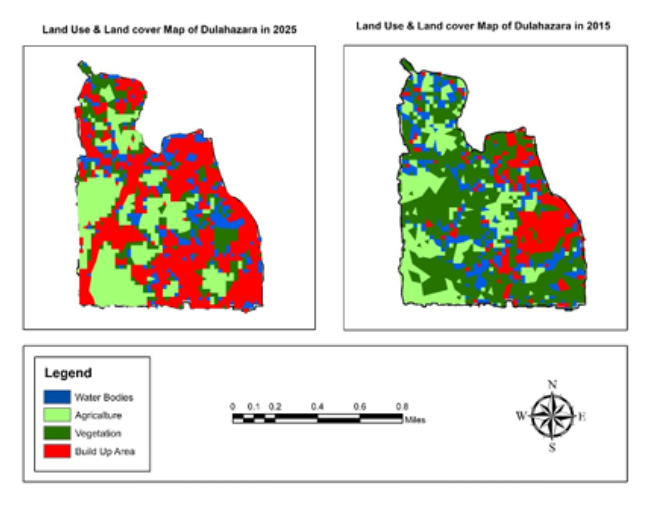 Land Use & Land cover Map of Dulahazara in 2025
Land Use & Land cover Map of Dulahazara in 2015
Legend
Water Bodies
Agriculture
Vegetation
Build Up Area
0 0.1 0.2 0.4 0.6 0.8
Miles
N
W E
S